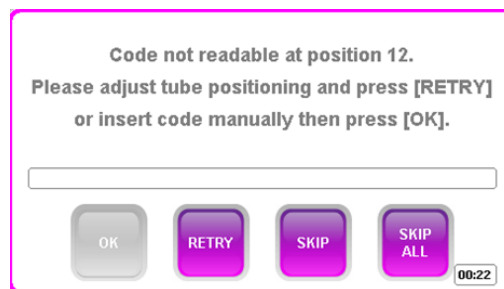 Code not readable at position 12.
Please adjust tube positioning and press [RETRY]
or insert code manually then press [OK].
OK
RETRY
SKIP
SKIP
ALL
00:22